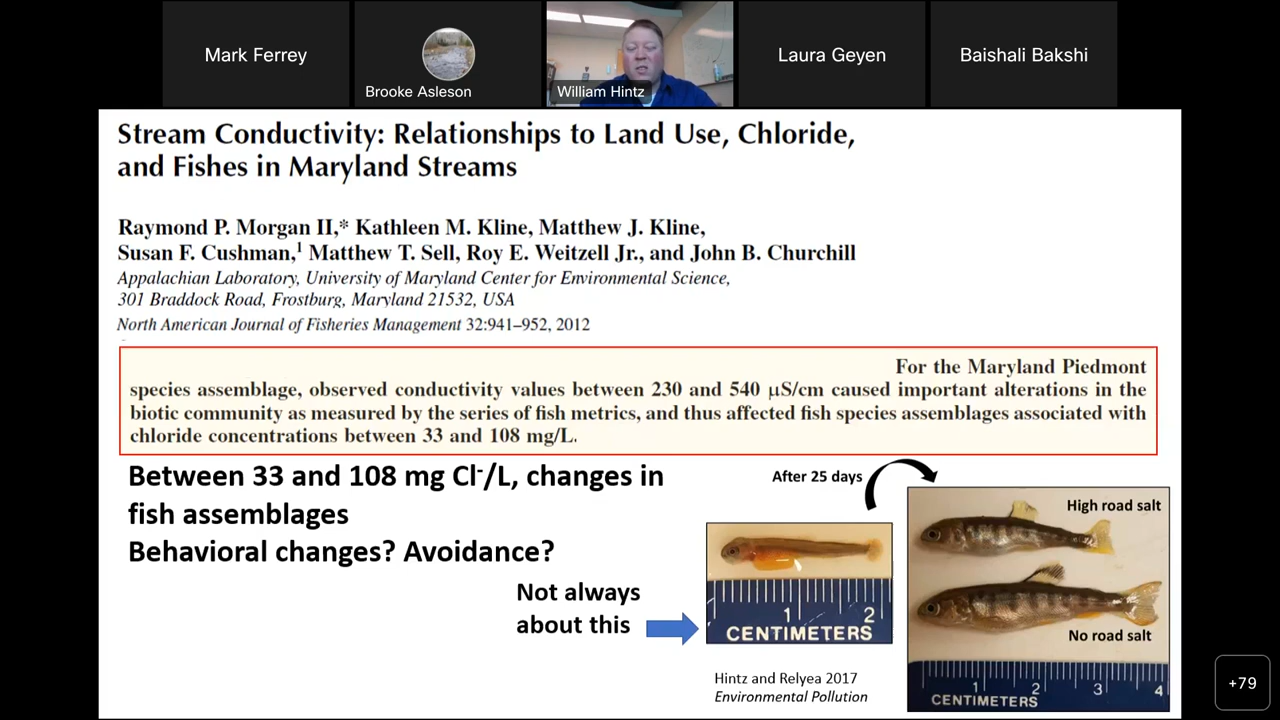 Mark Ferrey
Brooke Asleson
William Hintz
Laura Geyen
Baishali Bakshi
Stream Conductivity: Relationships to Land Use, Chloride,
and Fishes in Maryland Streams
Raymond P. Morgan II,* Kathleen M. Kline, Matthew J. Kline,
Susan F. Cushman,¹ Matthew T. Sell, Roy E. Weitzell Jr., and John B. Churchill
Appalachian Laboratory, University of Maryland Center for Environmental Science,
301 Braddock Road, Frostburg, Maryland 21532, USA
North American Journal of Fisheries Management 32:941–952, 2012
For the Maryland Piedmont
species assemblage, observed conductivity values between 230 and 540 μS/cm caused important alterations in the
biotic community as measured by the series of fish metrics, and thus affected fish species assemblages associated with
chloride concentrations between 33 and 108 mg/L.
Between 33 and 108 mg Cl⁻/L, changes in
fish assemblages
Behavioral changes? Avoidance?
Not always
about this
After 25 days
1 2
CENTIMETERS
Hintz and Relyea 2017
Environmental Pollution
High road salt
No road salt
1 2 3 4
CENTIMETERS
+79